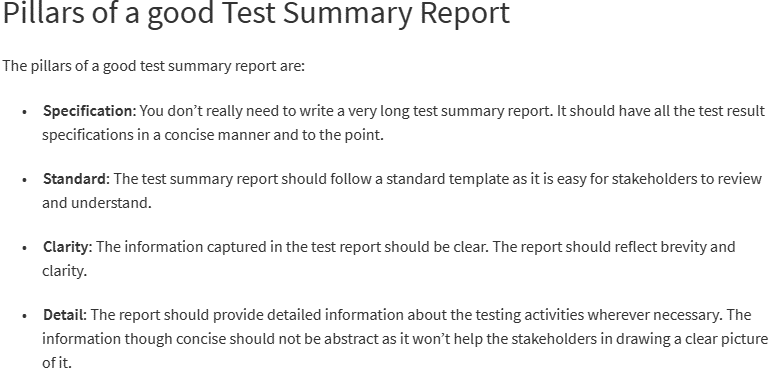 Pillars of a good Test Summary Report
The pillars of a good test summary report are:
• Specification: You don’t really need to write a very long test summary report. It should have all the test result
specifications in a concise manner and to the point.
• Standard: The test summary report should follow a standard template as it is easy for stakeholders to review
and understand.
• Clarity: The information captured in the test report should be clear. The report should reflect brevity and
clarity.
• Detail: The report should provide detailed information about the testing activities wherever necessary. The
information though concise should not be abstract as it won’t help the stakeholders in drawing a clear picture
of it.